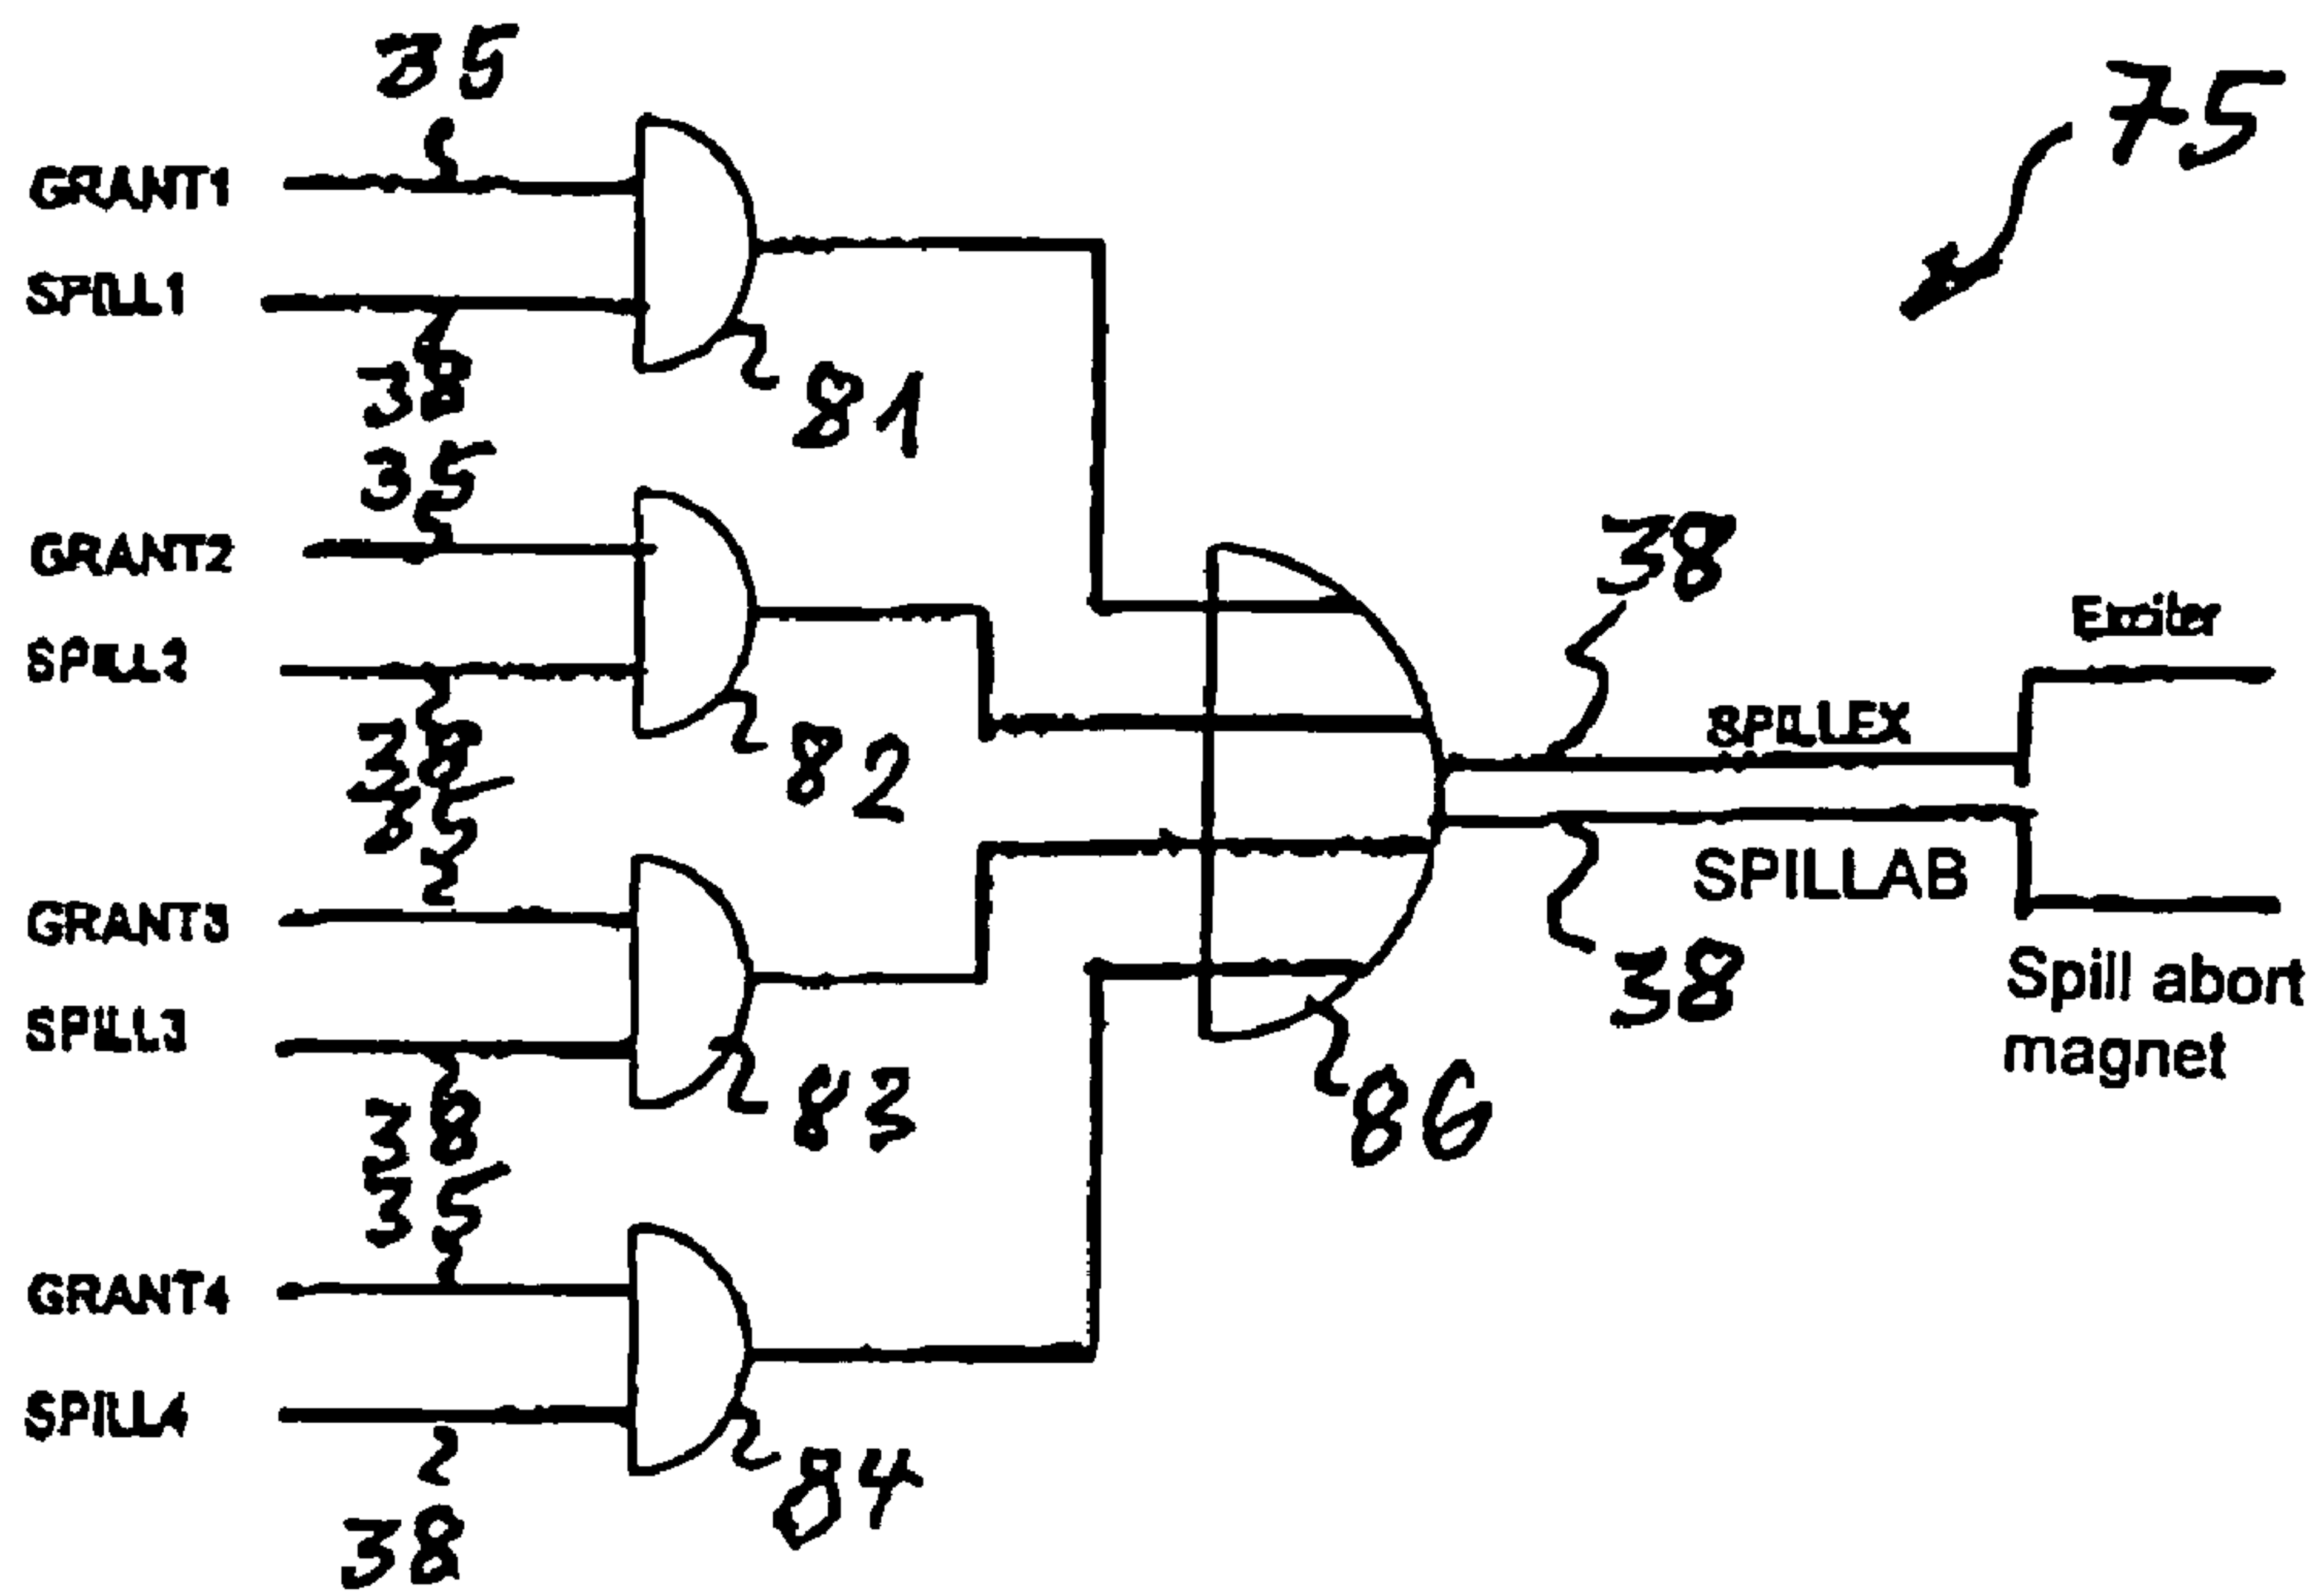 35
75
GRANT1
SPILL1
38
81
35
GRANT2
SPILL2
38
82
38
Exciter
SPILLEX
35
SPILLAB
GRANT3
38
Spill abort
magnet
SPILL3
83
86
38
35
GRANT4
SPILL4
84
38